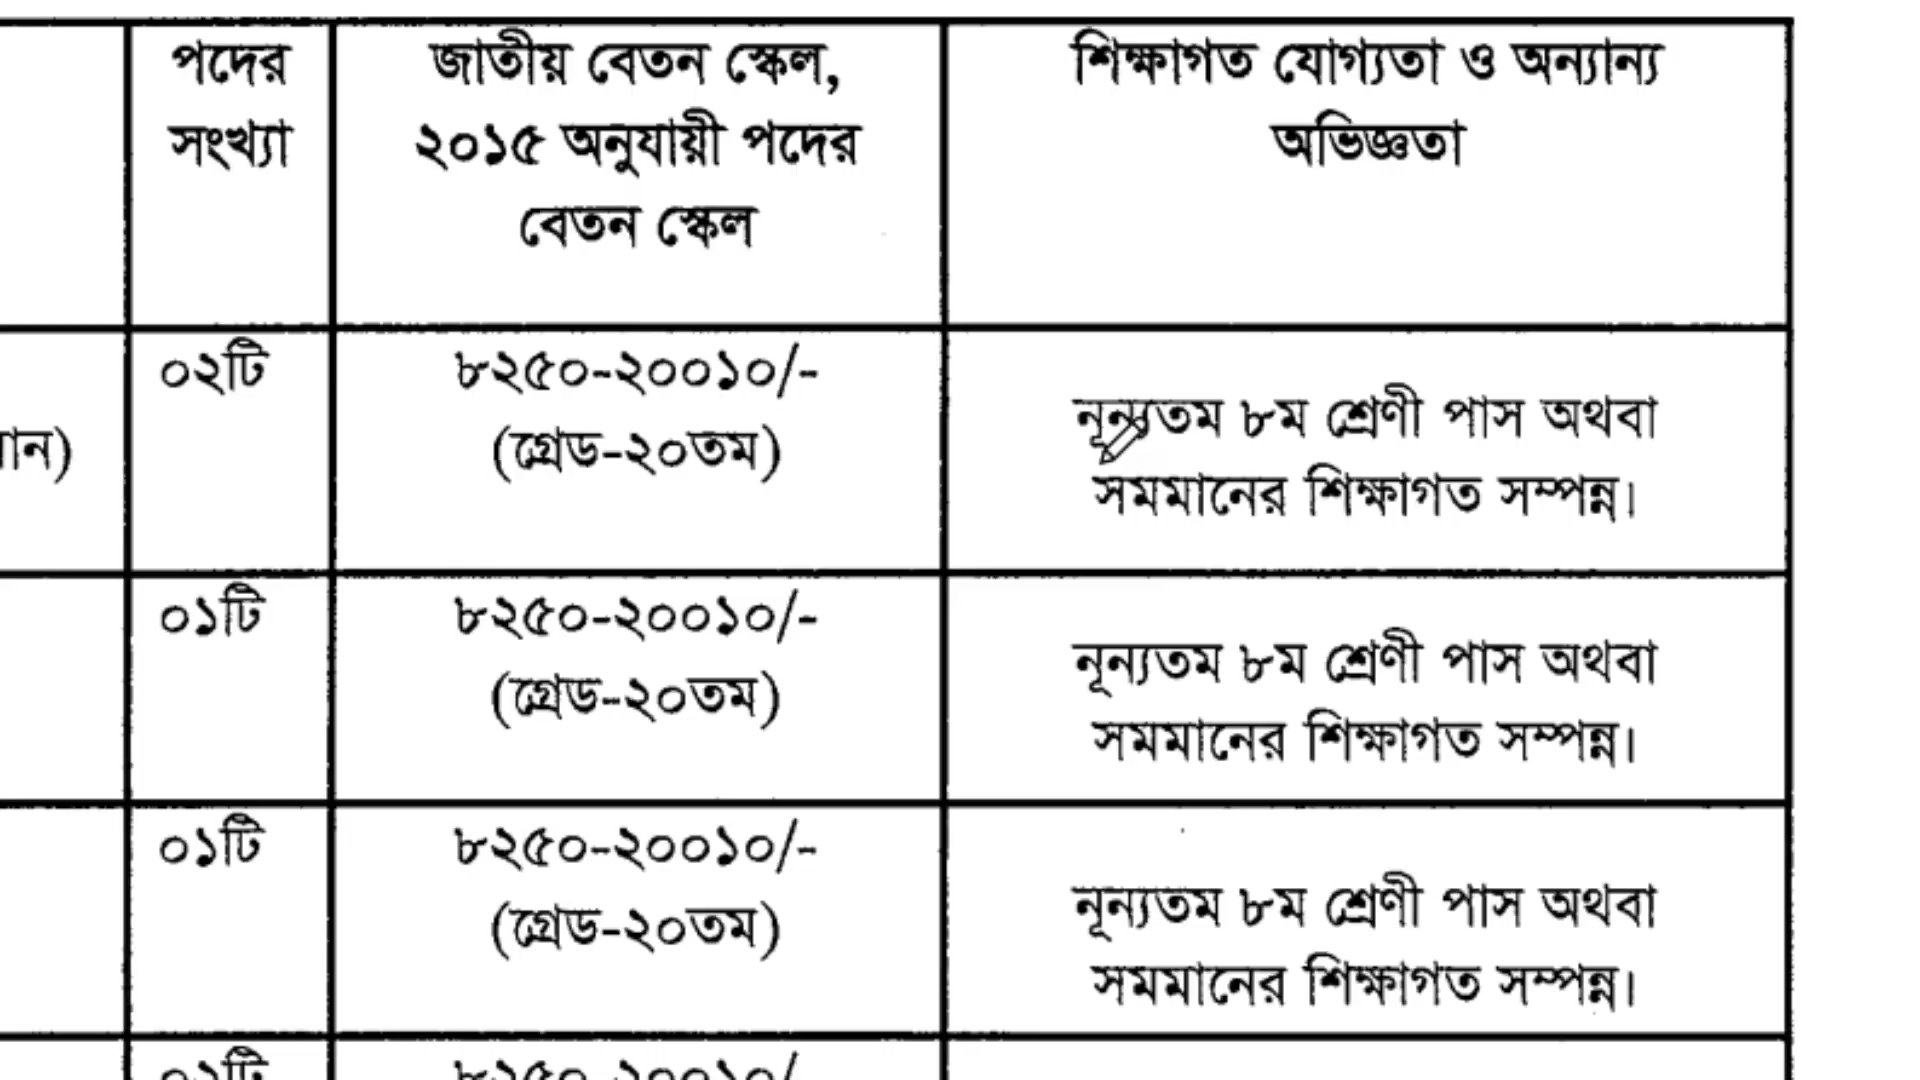 পদের
সংখ্যা
জাতীয় বেতন স্কেল,
২০১৫ অনুযায়ী পদের
বেতন স্কেল
শিক্ষাগত যোগ্যতা ও অন্যান্য
অভিজ্ঞতা
০২টি
৮২৫০-২০০১০/-
(গ্রেড-২০তম)
নূন্যতম ৮ম শ্রেণী পাস অথবা
সমমানের শিক্ষাগত সম্পন্ন।
০১টি
৮২৫০-২০০১০/-
(গ্রেড-২০তম)
নূন্যতম ৮ম শ্রেণী পাস অথবা
সমমানের শিক্ষাগত সম্পন্ন।
০১টি
৮২৫০-২০০১০/-
(গ্রেড-২০তম)
নূন্যতম ৮ম শ্রেণী পাস অথবা
সমমানের শিক্ষাগত সম্পন্ন।